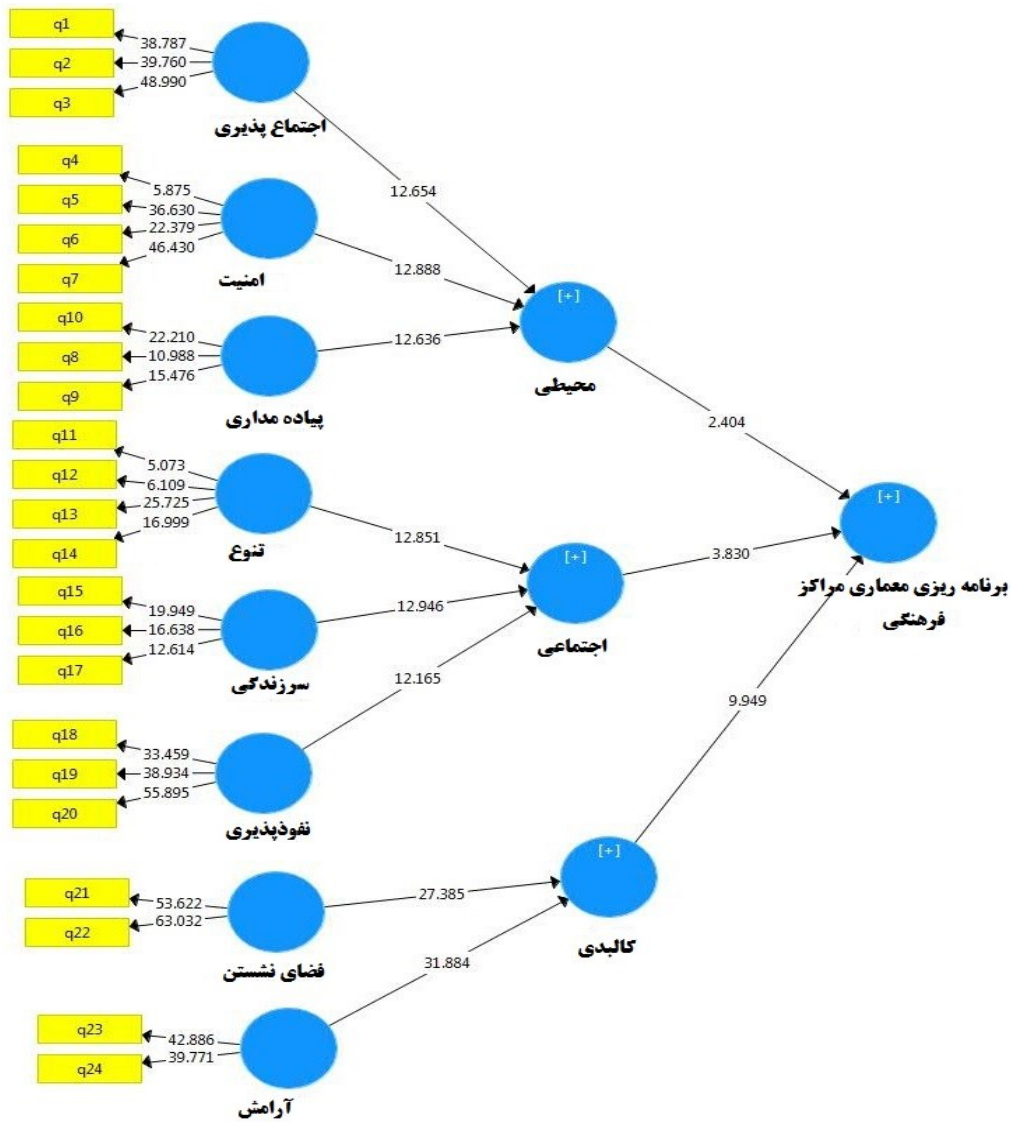 q1
q2
q3
38.787
39.760
48.990
اجتماع پذیری
12.654
q4
q5
q6
q7
5.875
36.630
22.379
46.430
امنیت
12.888
q10
q8
q9
22.210
10.988
15.476
پیاده مداری
12.636
[+]
محیطی
2.404
q11
q12
q13
q14
5.073
6.109
25.725
16.999
تنوع
12.851
q15
q16
q17
19.949
16.638
12.614
سرزندگی
12.946
[+]
اجتماعی
3.830
[+]
برنامه ریزی معماری مراکز
فرهنگی
q18
q19
q20
33.459
38.934
55.895
نفوذپذیری
12.165
9.949
q21
q22
53.622
63.032
فضای نشستن
27.385
[+]
کالبدی
q23
q24
42.886
39.771
آرامش
31.884